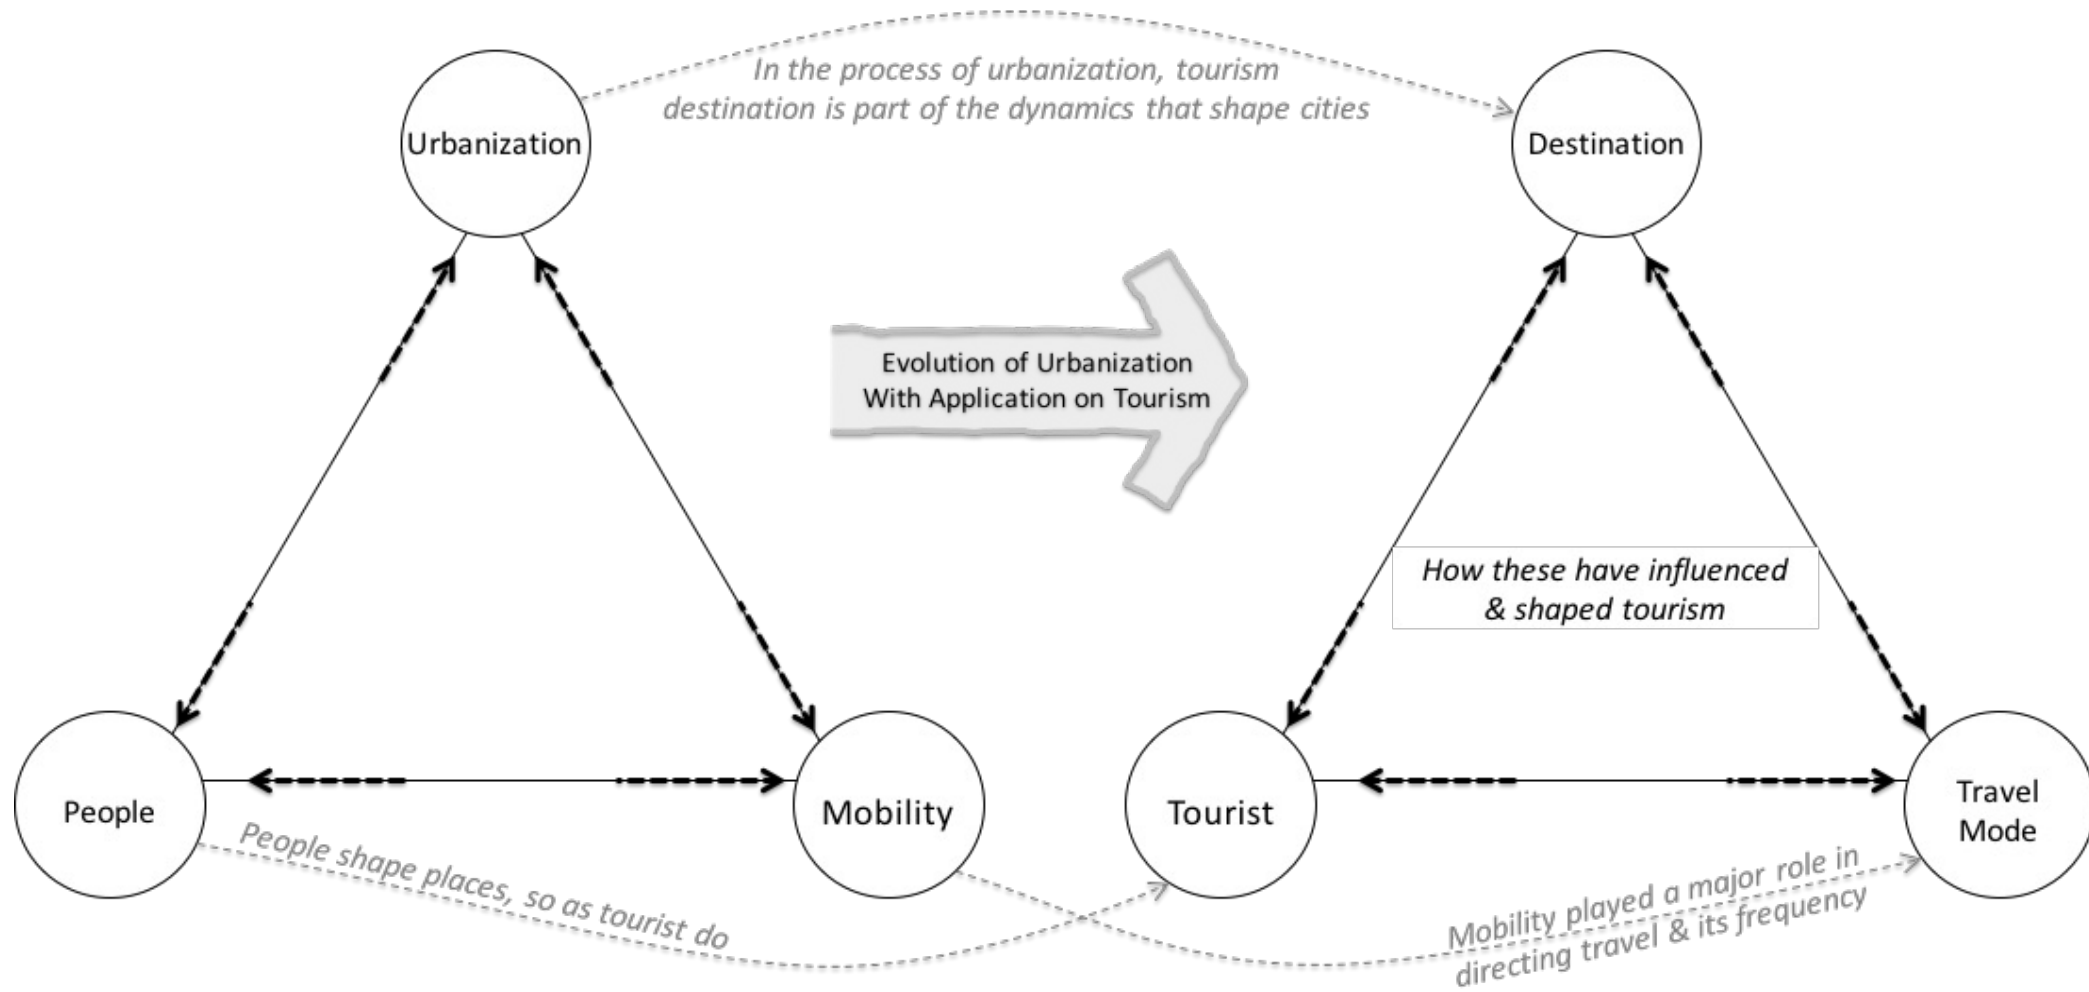 In the process of urbanization, tourism
destination is part of the dynamics that shape cities
Urbanization
Destination
Evolution of Urbanization
With Application on Tourism
How these have influenced
& shaped tourism
People
Mobility
Tourist
Travel
Mode
People shape places, so as tourist do
Mobility played a major role in
directing travel & its frequency